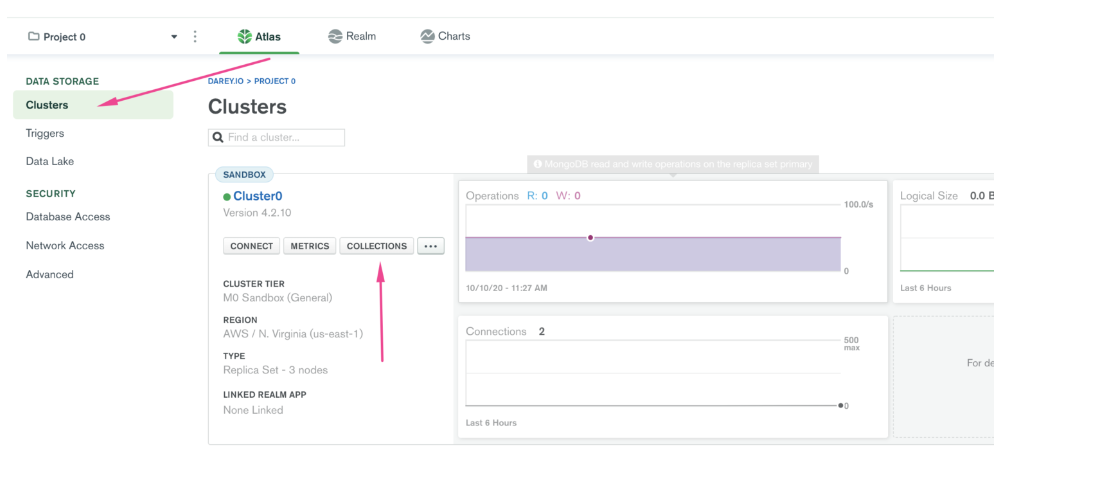 Project 0
Atlas
Realm
Charts
DATA STORAGE
Clusters
Triggers
Data Lake
SECURITY
Database Access
Network Access
Advanced
DAREY.IO > PROJECT 0
Clusters
Find a cluster...
SANDBOX
Cluster0
Version 4.2.10
CONNECT METRICS COLLECTIONS ...
CLUSTER TIER
M0 Sandbox (General)
REGION
AWS / N. Virginia (us-east-1)
TYPE
Replica Set - 3 nodes
LINKED REALM APP
None Linked
MongoDB read and write operations on the replica set primary
Operations R: 0 W: 0
100.0/s
0
10/10/20 - 11:27 AM
Logical Size 0.0 B
Last 6 Hours
Connections 2
500
max
0
Last 6 Hours
For de